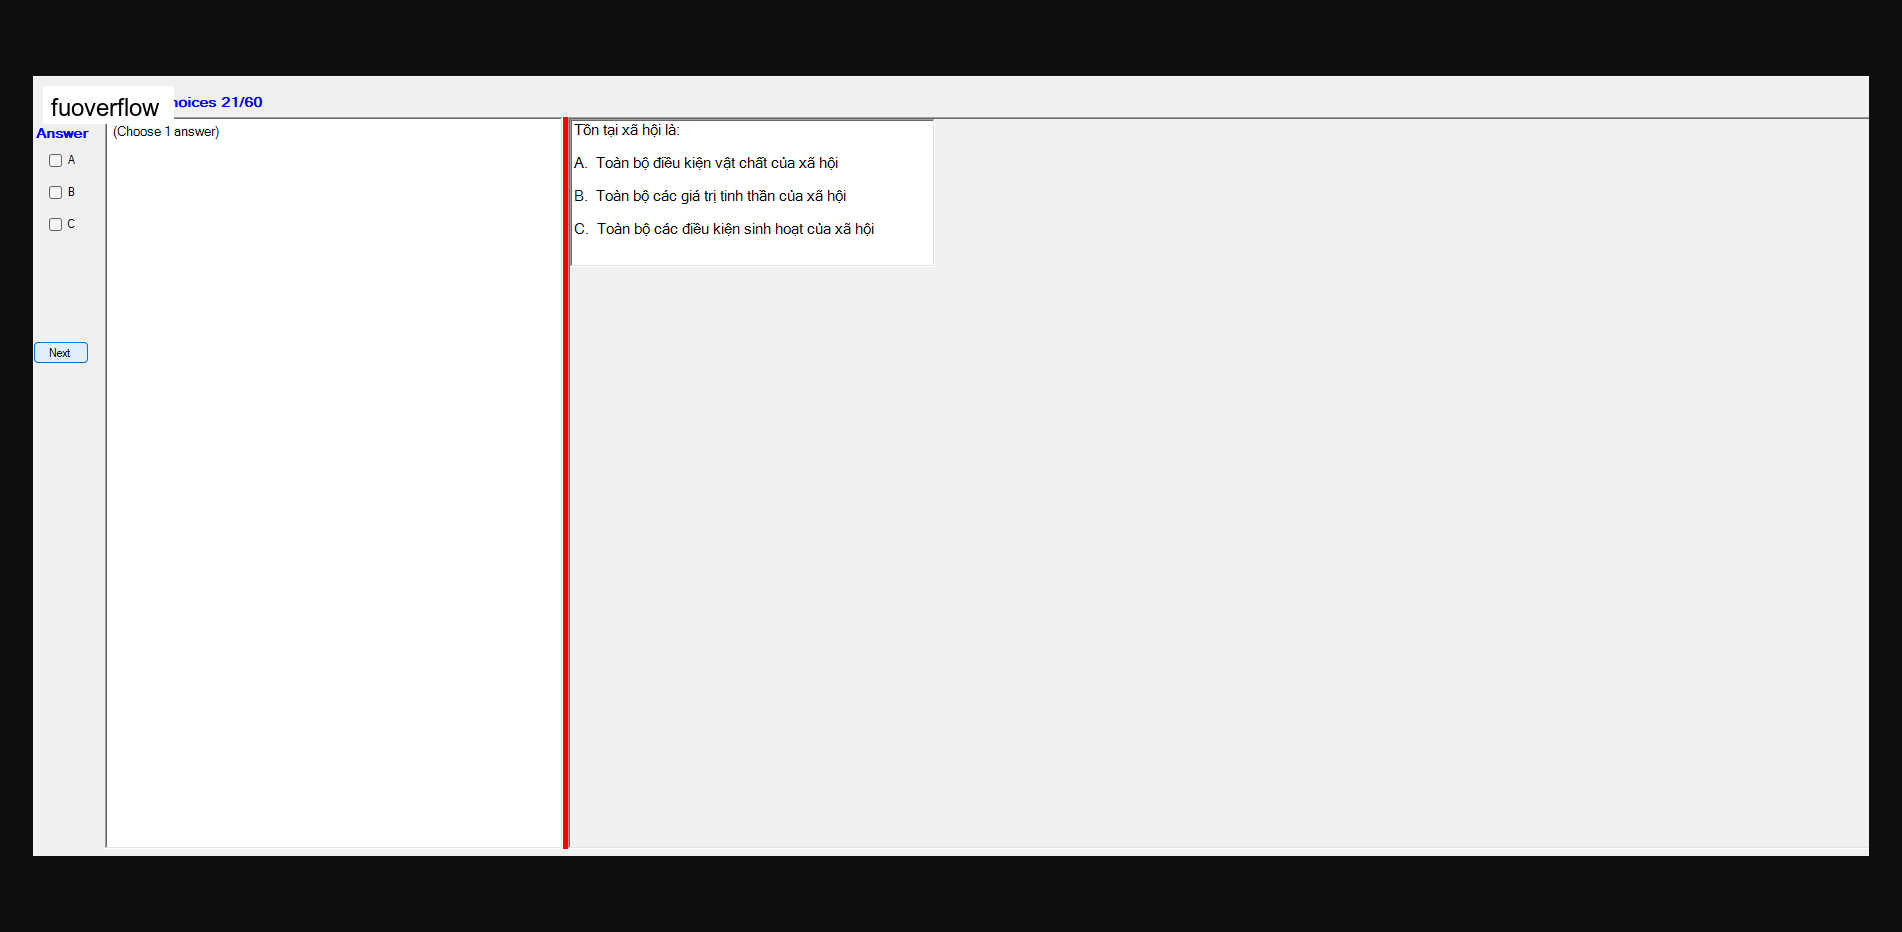 fuoverflow
hoices 21/60
Answer
(Choose 1 answer)
A
B
C
Next
Tồn tại xã hội là:
A. Toàn bộ điều kiện vật chất của xã hội
B. Toàn bộ các giá trị tinh thần của xã hội
C. Toàn bộ các điều kiện sinh hoạt của xã hội